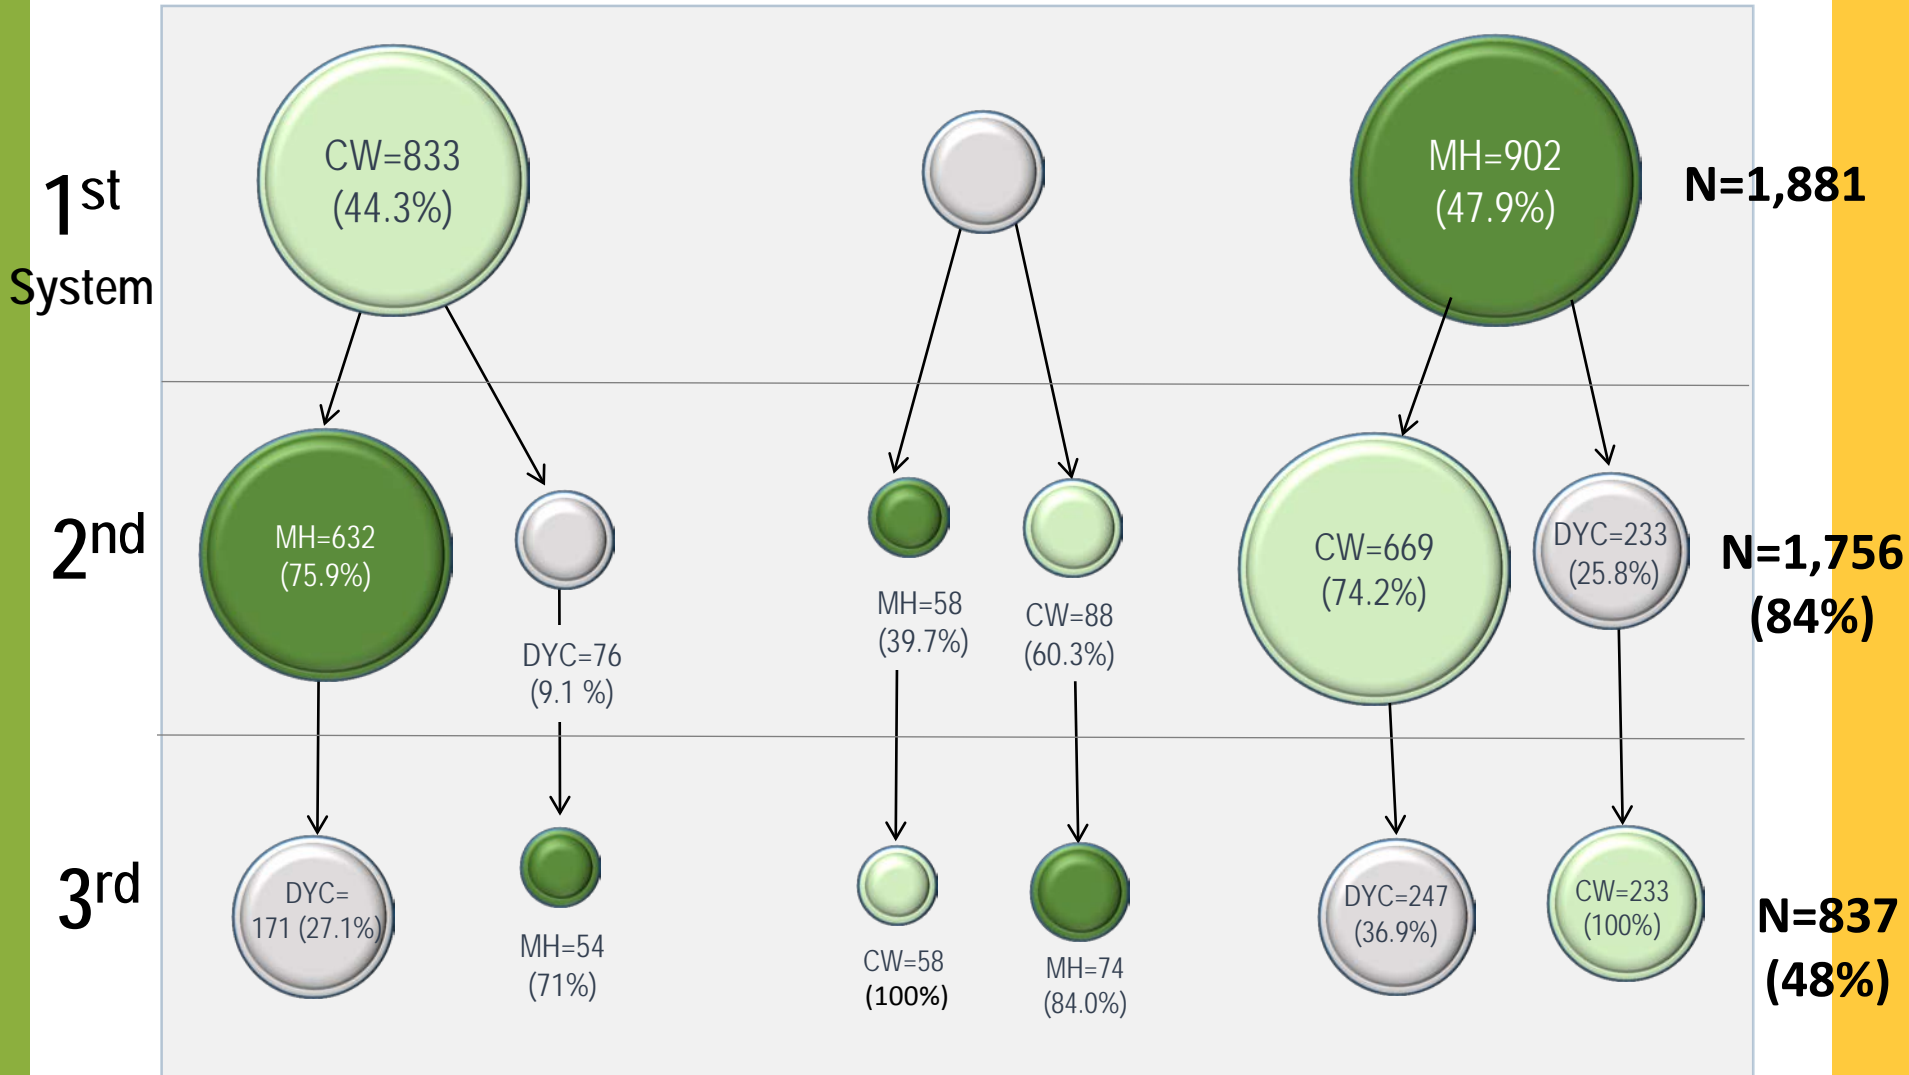 1st
System
CW=833
(44.3%)
MH=902
(47.9%)
N=1,881
2nd
MH=632
(75.9%)
DYC=76
(9.1 %)
MH=58
(39.7%)
CW=88
(60.3%)
CW=669
(74.2%)
DYC=233
(25.8%)
N=1,756
(84%)
3rd
DYC=
171 (27.1%)
MH=54
(71%)
CW=58
(100%)
MH=74
(84.0%)
DYC=247
(36.9%)
CW=233
(100%)
N=837
(48%)